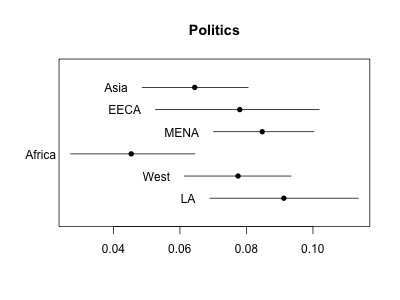 Politics
Asia
EECA
MENA
Africa
West
LA
0.04 0.06 0.08 0.10